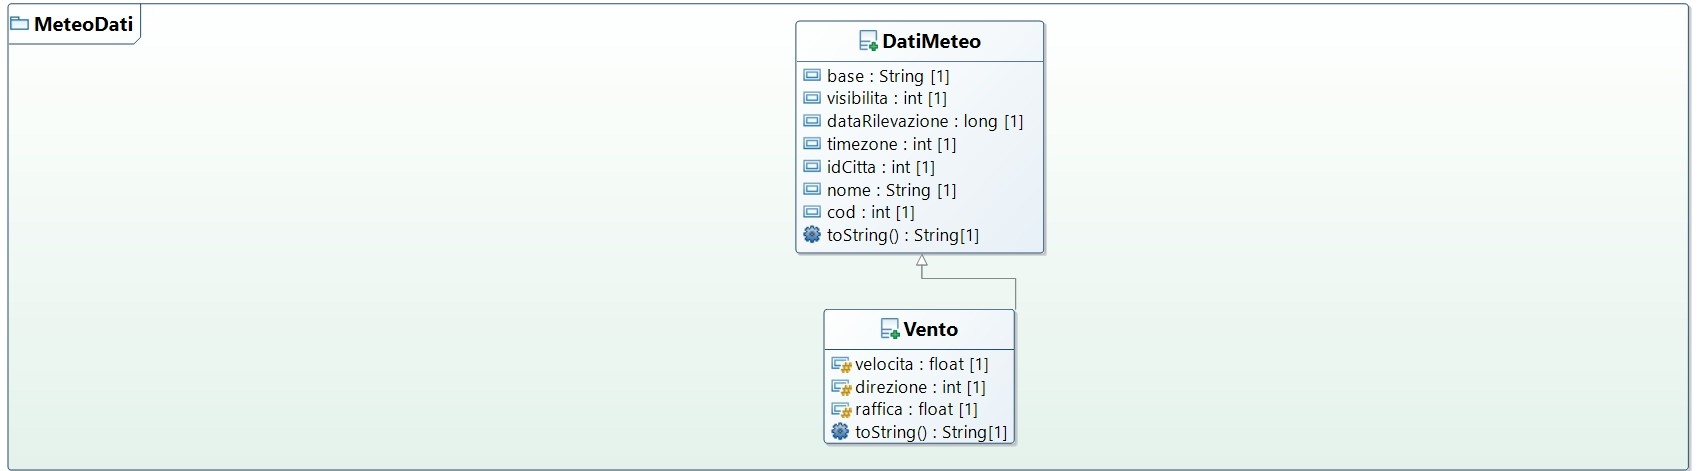 MeteoDati
DatiMeteo
base : String [1]
visibilita : int [1]
dataRilevazione : long [1]
timezone : int [1]
idCitta : int [1]
nome : String [1]
cod : int [1]
toString() : String[1]
Vento
velocita : float [1]
direzione : int [1]
raffica : float [1]
toString() : String[1]